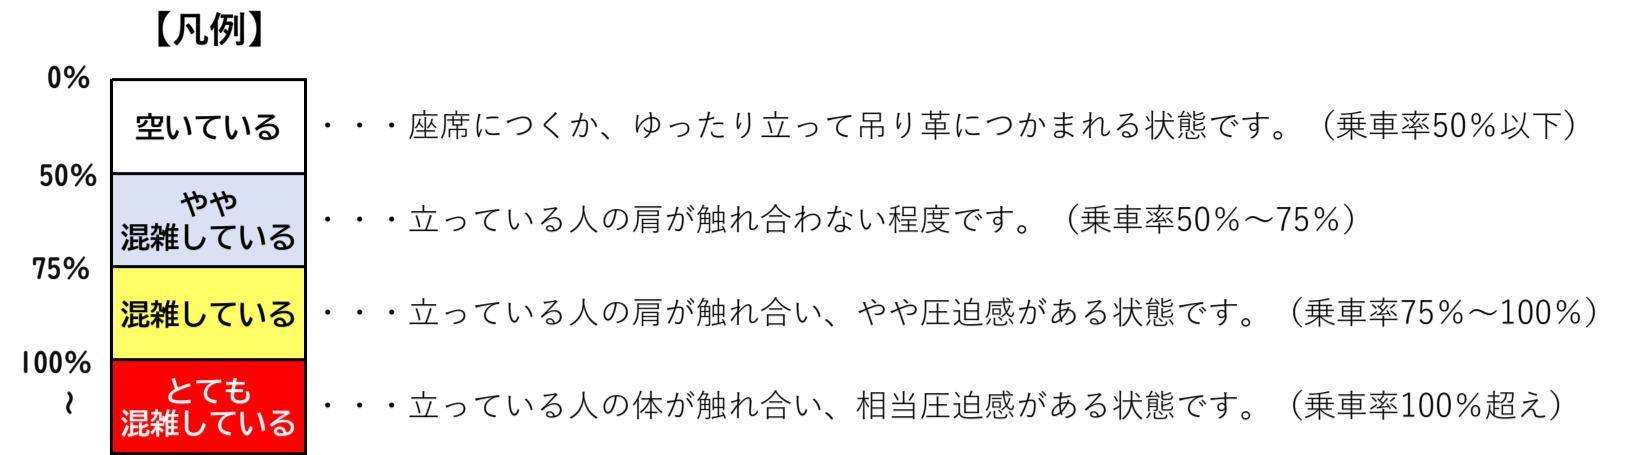 【凡例】
0%
空いている ・・・座席につくか、ゆったり立って吊り革につかまれる状態です。（乗車率50%以下）
50%
やや
混雑している ・・・立っている人の肩が触れ合わない程度です。（乗車率50%～75%）
75%
混雑している ・・・立っている人の肩が触れ合い、やや圧迫感がある状態です。（乗車率75%～100%）
100%
～
とても
混雑している ・・・立っている人の体が触れ合い、相当圧迫感がある状態です。（乗車率100%超え）